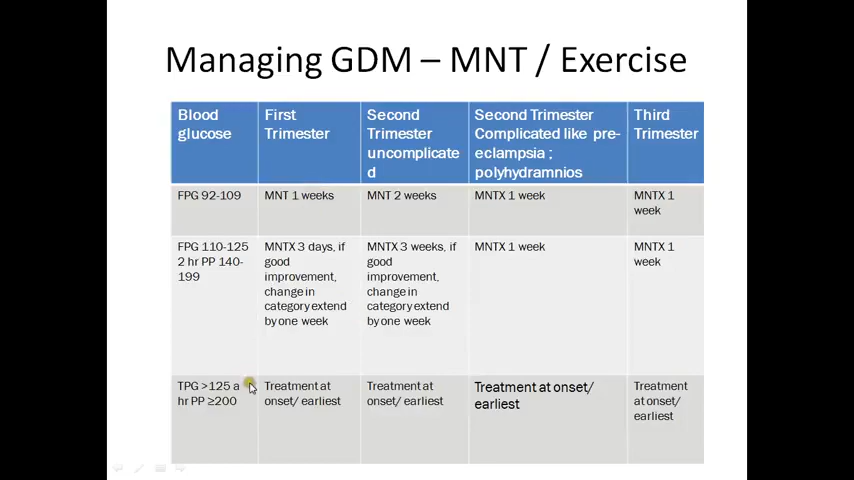 Managing GDM – MNT / Exercise
Blood
glucose
First
Trimester
Second
Trimester
uncomplicate
d
Second Trimester
Complicated like pre-
eclampsia ;
polyhydramnios
Third
Trimester
FPG 92-109
MNT 1 weeks
MNT 2 weeks
MNTX 1 week
MNTX 1
week
FPG 110-125
2 hr PP 140-
199
MNTX 3 days, if
good
improvement,
change in
category extend
by one week
MNTX 3 weeks, if
good
improvement,
change in
category extend
by one week
MNTX 1 week
MNTX 1
week
TPG >125 a
hr PP ≥200
Treatment at
onset/ earliest
Treatment at
onset/ earliest
Treatment at onset/
earliest
Treatment
at onset/
earliest